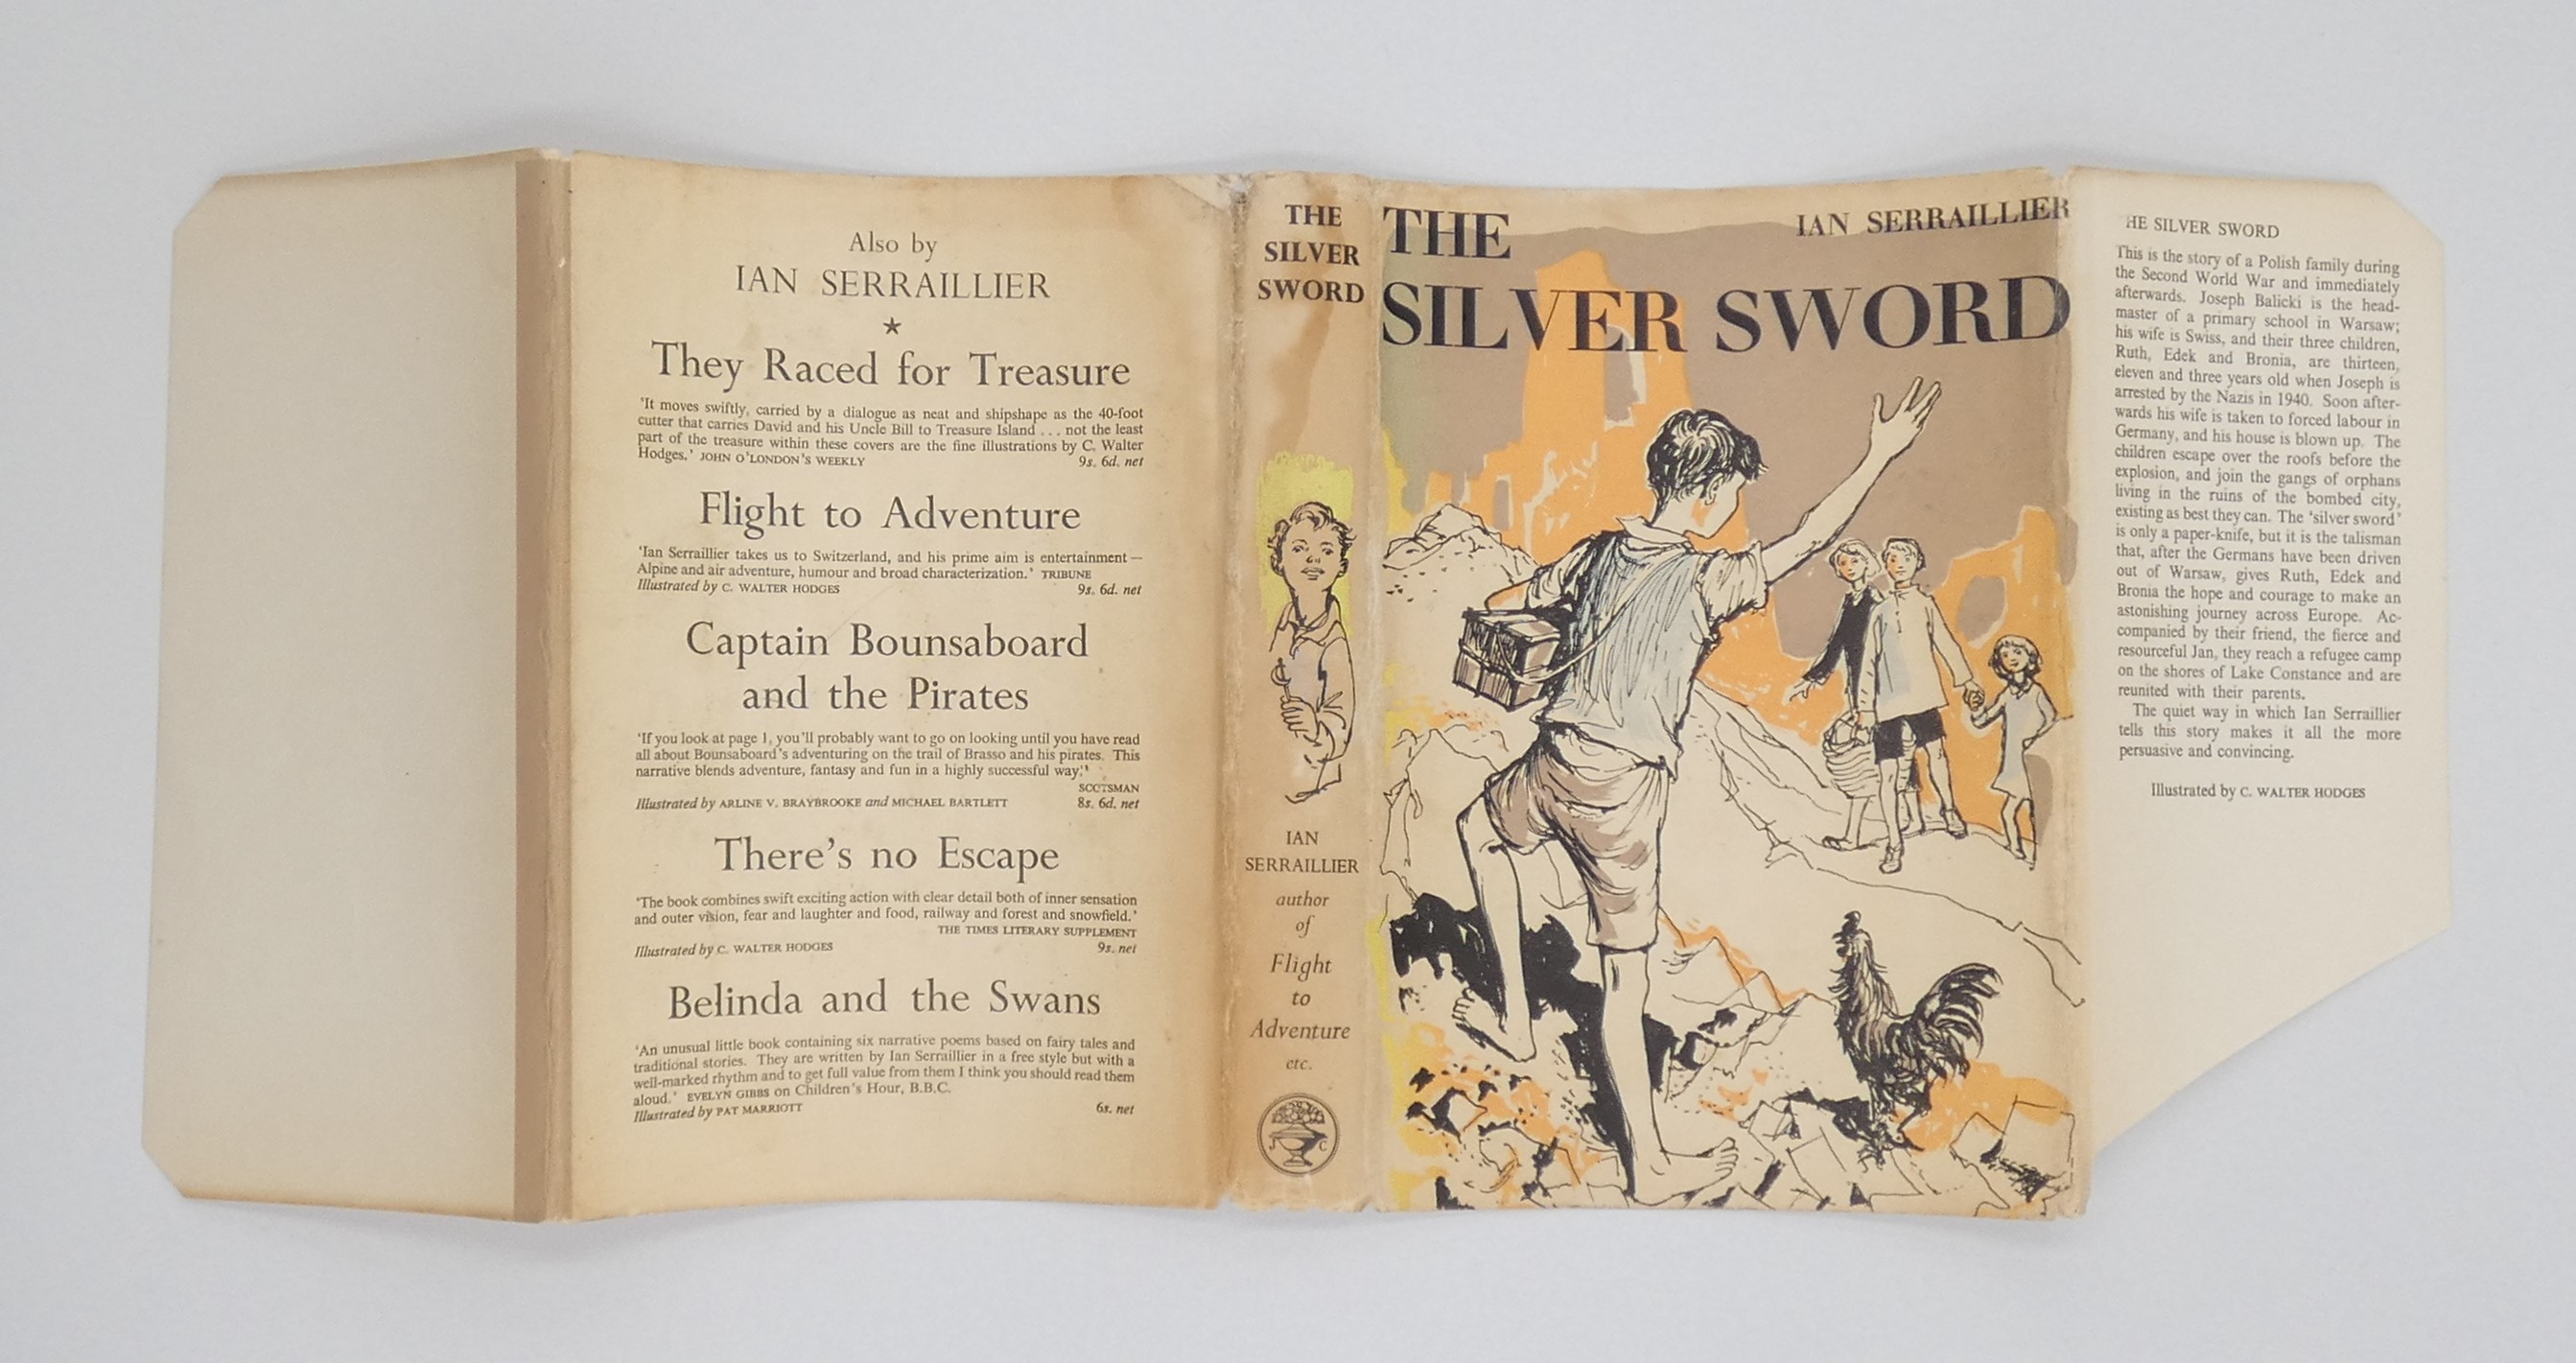 Also by
IAN SERRAILLIER
★
They Raced for Treasure
'It moves swiftly, carried by a dialogue as neat and shipshape as the 40-foot
cutter that carries David and his Uncle Bill to Treasure Island . . . not the least
part of the treasure within these covers are the fine illustrations by C. Walter
Hodges.' JOHN O'LONDON'S WEEKLY 9s. 6d. net
Flight to Adventure
'Ian Serraillier takes us to Switzerland, and his prime aim is entertainment—
Alpine and air adventure, humour and broad characterization.' TRIBUNE
Illustrated by C. WALTER HODGES 9s. 6d. net
Captain Bounsaboard
and the Pirates
'If you look at page 1, you'll probably want to go on looking until you have read
all about Bounsaboard's adventuring on the trail of Brasso and his pirates. This
narrative blends adventure, fantasy and fun in a highly successful way.'
SCOTSMAN
Illustrated by ARLINE V. BRAYBROOKE and MICHAEL BARTLETT 8s. 6d. net
There's no Escape
'The book combines swift exciting action with clear detail both of inner sensation
and outer vision, fear and laughter and food, railway and forest and snowfield.'
THE TIMES LITERARY SUPPLEMENT
Illustrated by C. WALTER HODGES 9s. net
Belinda and the Swans
'An unusual little book containing six narrative poems based on fairy tales and
traditional stories. They are written by Ian Serraillier in a free style but with a
well-marked rhythm and to get full value from them I think you should read them
aloud.' EVELYN GIBBS on Children's Hour, B.B.C.
Illustrated by PAT MARRIOTT 6s. net
THE
SILVER
SWORD
IAN
SERRAILLIER
author
of
Flight
to
Adventure
etc.
J C
THE IAN SERRAILLIER
SILVER SWORD
HE SILVER SWORD
This is the story of a Polish family during
the Second World War and immediately
afterwards. Joseph Balicki is the head-
master of a primary school in Warsaw;
his wife is Swiss, and their three children,
Ruth, Edek and Bronia, are thirteen,
eleven and three years old when Joseph is
arrested by the Nazis in 1940. Soon after-
wards his wife is taken to forced labour in
Germany, and his house is blown up. The
children escape over the roofs before the
explosion, and join the gangs of orphans
living in the ruins of the bombed city,
existing as best they can. The 'silver sword'
is only a paper-knife, but it is the talisman
that, after the Germans have been driven
out of Warsaw, gives Ruth, Edek and
Bronia the hope and courage to make an
astonishing journey across Europe. Ac-
companied by their friend, the fierce and
resourceful Jan, they reach a refugee camp
on the shores of Lake Constance and are
reunited with their parents.
The quiet way in which Ian Serraillier
tells this story makes it all the more
persuasive and convincing.
Illustrated by C. WALTER HODGES